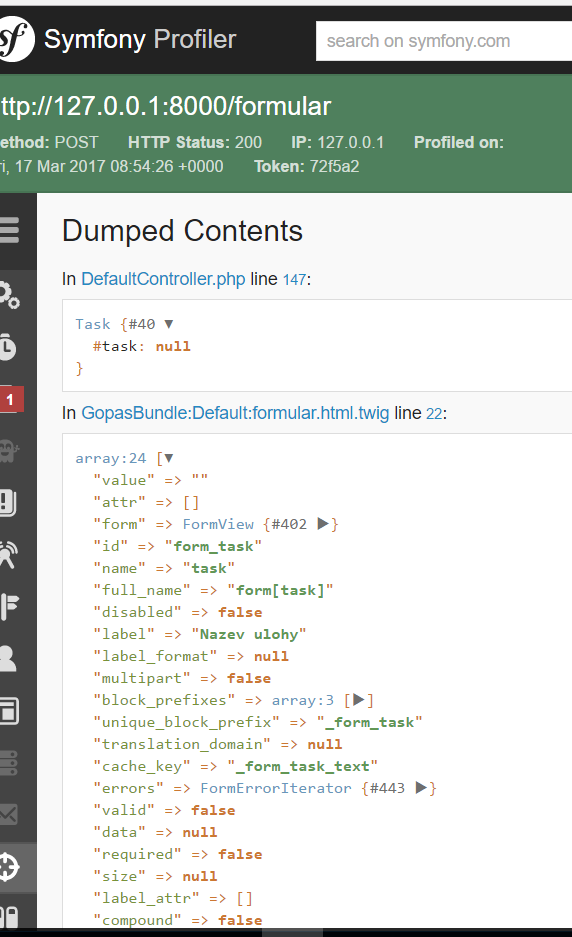 sf Symfony Profiler
search on symfony.com
ttp://127.0.0.1:8000/formular
ethod: POST HTTP Status: 200 IP: 127.0.0.1 Profiled on:
ri, 17 Mar 2017 08:54:26 +0000 Token: 72f5a2
Dumped Contents
In DefaultController.php line 147:
Task {#40 ▼
#task: null
}
1
In GopasBundle:Default:formular.html.twig line 22:
array:24 [▼
"value" => ""
"attr" => []
"form" => FormView {#402 ▶}
"id" => "form_task"
"name" => "task"
"full_name" => "form[task]"
"disabled" => false
"label" => "Nazev ulohy"
"label_format" => null
"multipart" => false
"block_prefixes" => array:3 [▶]
"unique_block_prefix" => "_form_task"
"translation_domain" => null
"cache_key" => "_form_task_text"
"errors" => FormErrorIterator {#443 ▶}
"valid" => false
"data" => null
"required" => false
"size" => null
"label_attr" => []
"compound" => false